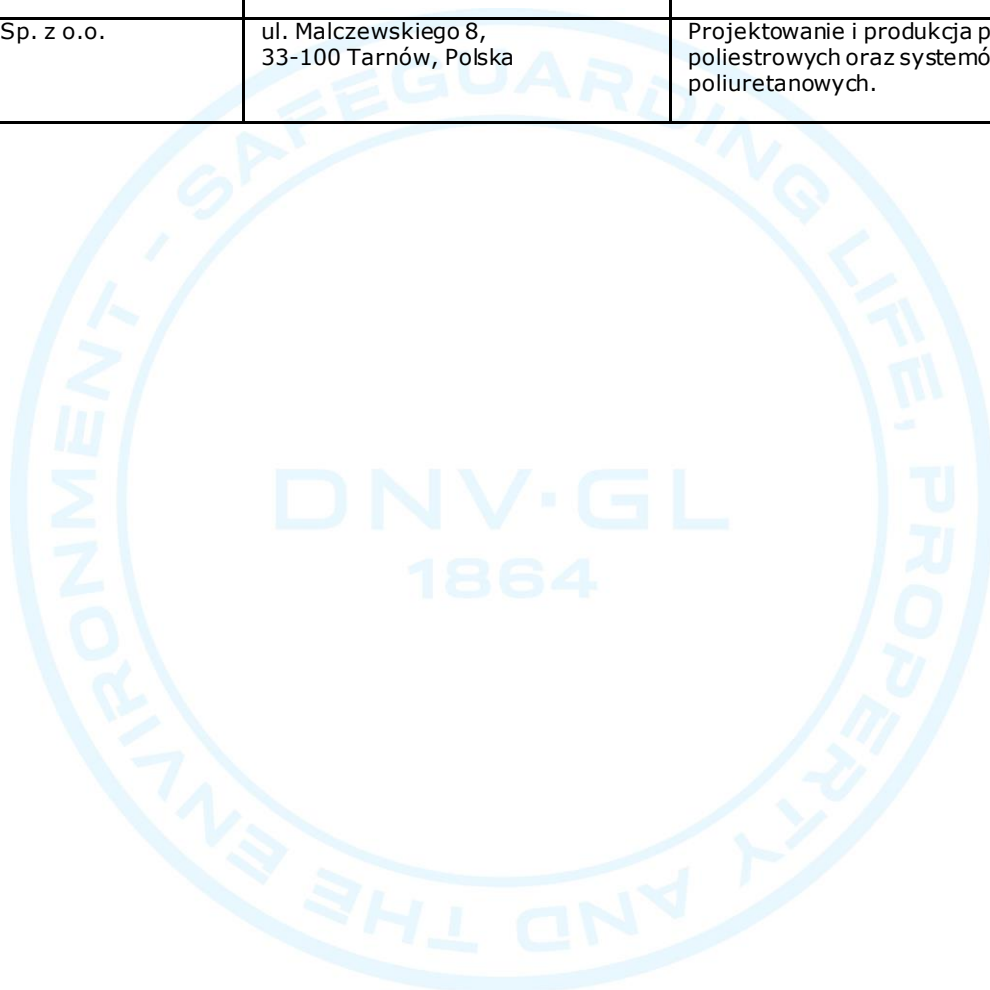 Sp. z o.o.
ul. Malczewskiego 8,
33-100 Tarnów, Polska
Projektowanie i produkcja p
poliestrowych oraz systemó
poliuretanowych.
SAFEGUARDING LIFE, PROPERTY AND THE ENVIRONMENT -
DNV·GL
1864